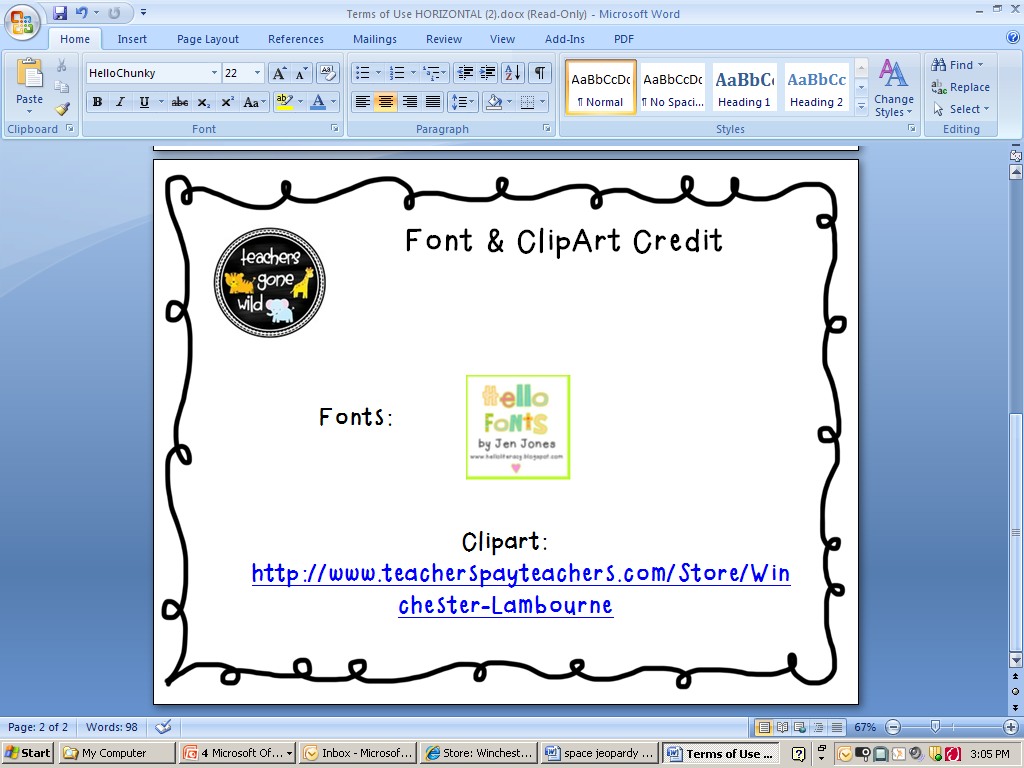 Terms of Use HORIZONTAL (2).docx (Read-Only) - Microsoft Word
Home Insert Page Layout References Mailings Review View Add-Ins PDF
Paste
Clipboard
HelloChunky 22
B I U abc X₂ X² Aa
Font
Paragraph
AaBbCcDc AaBbCcDc AaBbC AaBbCc
¶ Normal ¶ No Spaci... Heading 1 Heading 2
Change Styles
Styles
Find
Replace
Select
Editing
Font & ClipArt Credit
teachers
gone
wild
Fonts:
Hello
Fonts
by Jen Jones
www.helloliteracy.blogspot.com
Clipart:
http://www.teacherspayteachers.com/Store/Win
chester-Lambourne
Page: 2 of 2 Words: 98 67%
Start My Computer 4 Microsoft Of... Inbox - Microsof... Store: Winchest... space jeopardy ... Terms of Use ... 3:05 PM